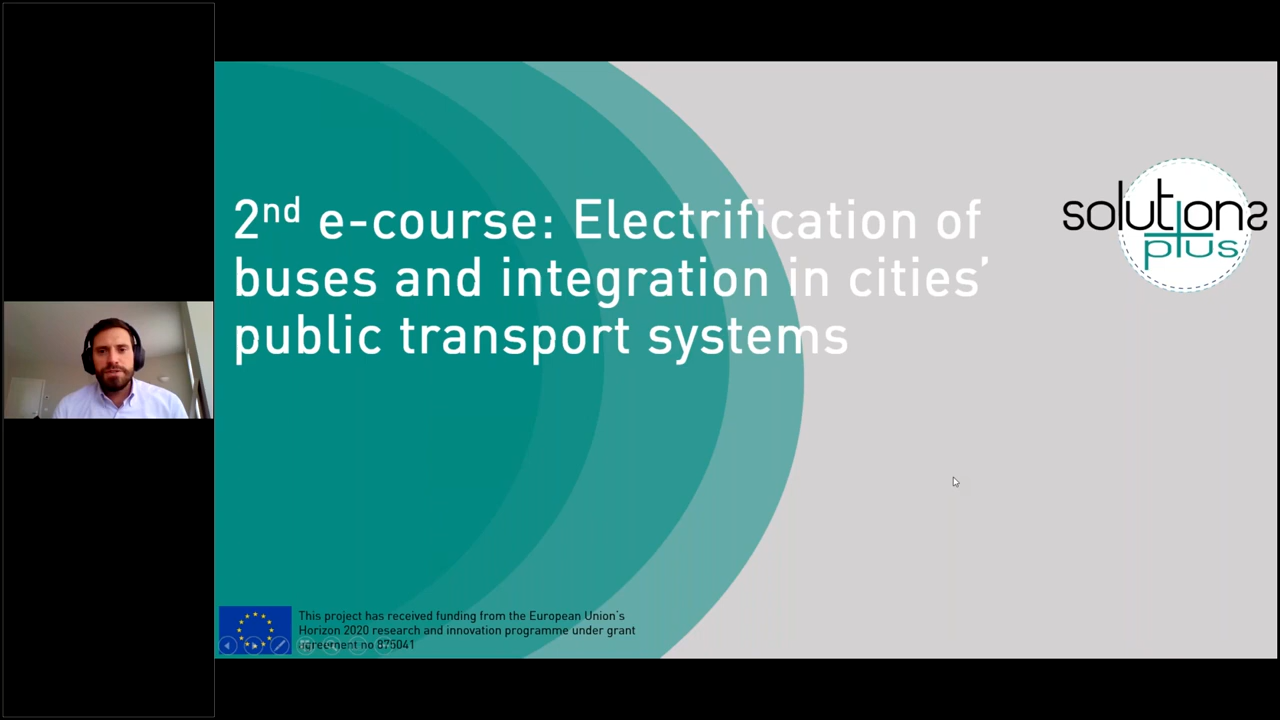 2nd e-course: Electrification of
buses and integration in cities’
public transport systems
solutions
plus
This project has received funding from the European Union's
Horizon 2020 research and innovation programme under grant
agreement no 875041